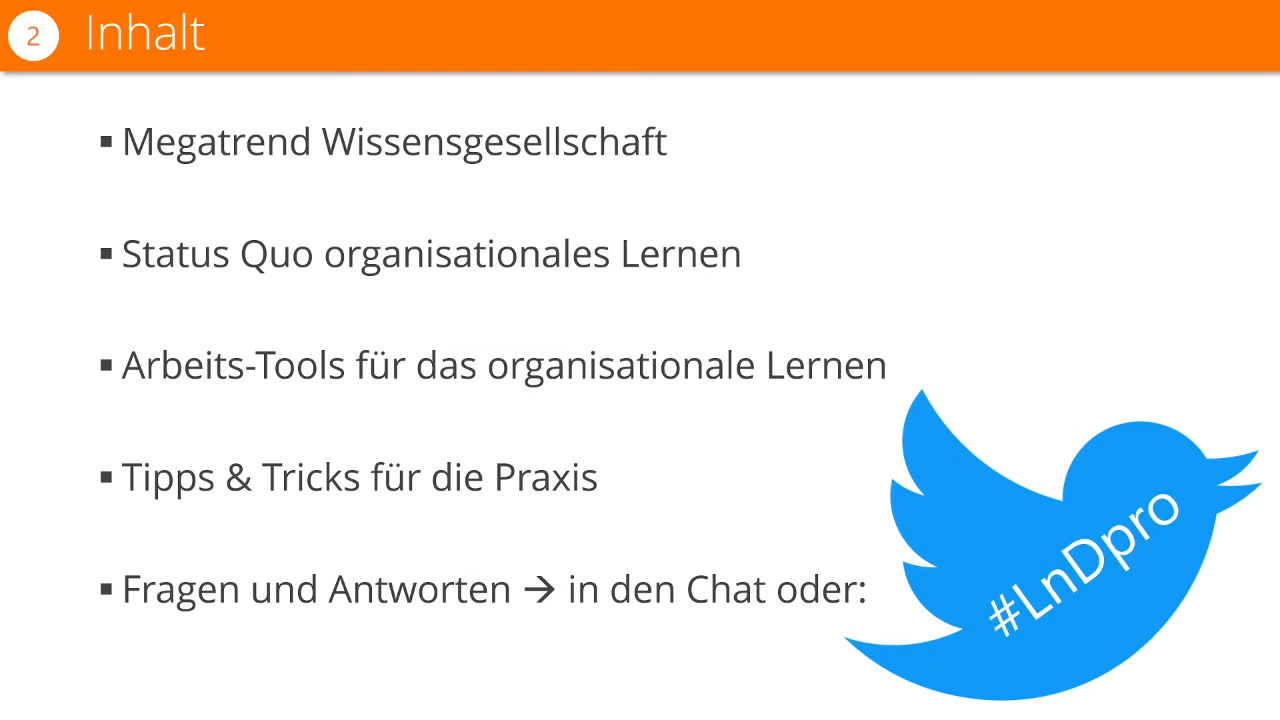 2 Inhalt
▪ Megatrend Wissensgesellschaft
▪ Status Quo organisationales Lernen
▪ Arbeits-Tools für das organisationale Lernen
▪ Tipps & Tricks für die Praxis
▪ Fragen und Antworten → in den Chat oder:
#LnDpro